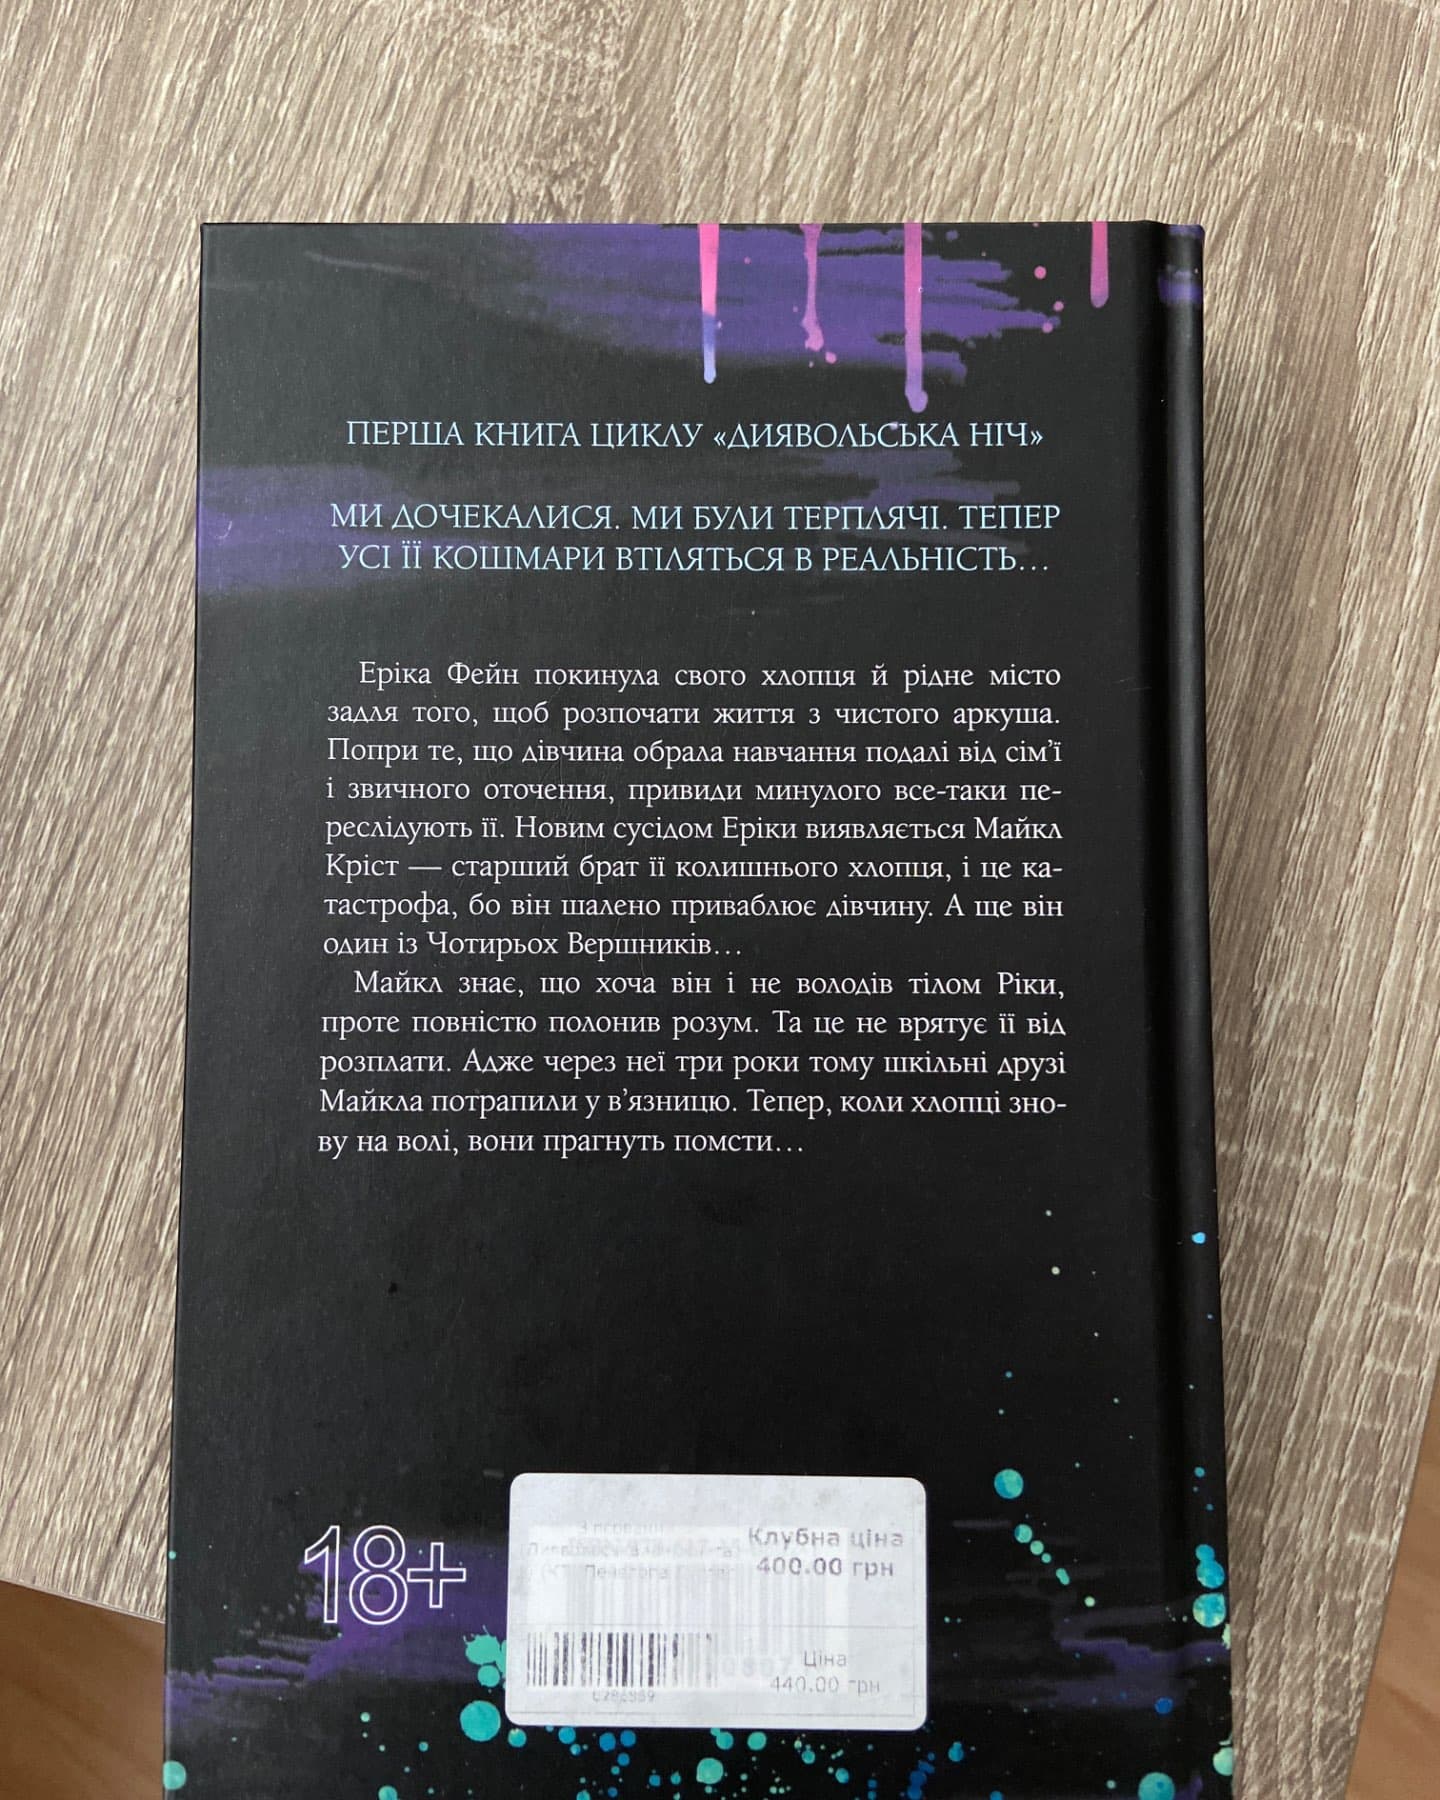 ПЕРША КНИГА ЦИКЛУ «ДИЯВОЛЬСЬКА НІЧ»
МИ ДОЧЕКАЛИСЯ. МИ БУЛИ ТЕРПЛЯЧІ. ТЕПЕР
УСІ ЇЇ КОШМАРИ ВТІЛЯТЬСЯ В РЕАЛЬНІСТЬ...
Еріка Фейн покинула свого хлопця й рідне місто
задля того, щоб розпочати життя з чистого аркуша.
Попри те, що дівчина обрала навчання подалі від сім’ї
і звичного оточення, привиди минулого все-таки пе-
реслідують її. Новим сусідом Еріки виявляється Майкл
Кріст — старший брат її колишнього хлопця, і це ка-
тастрофа, бо він шалено приваблює дівчину. А ще він
один із Чотирьох Вершників...
Майкл знає, що хоча він і не володів тілом Ріки,
проте повністю полонив розум. Та це не врятує її від
розплати. Адже через неї три роки тому шкільні друзі
Майкла потрапили у в’язницю. Тепер, коли хлопці зно-
ву на волі, вони прагнуть помсти...
18+
Клубна ціна
400.00 грн
Ціна
440.00 грн